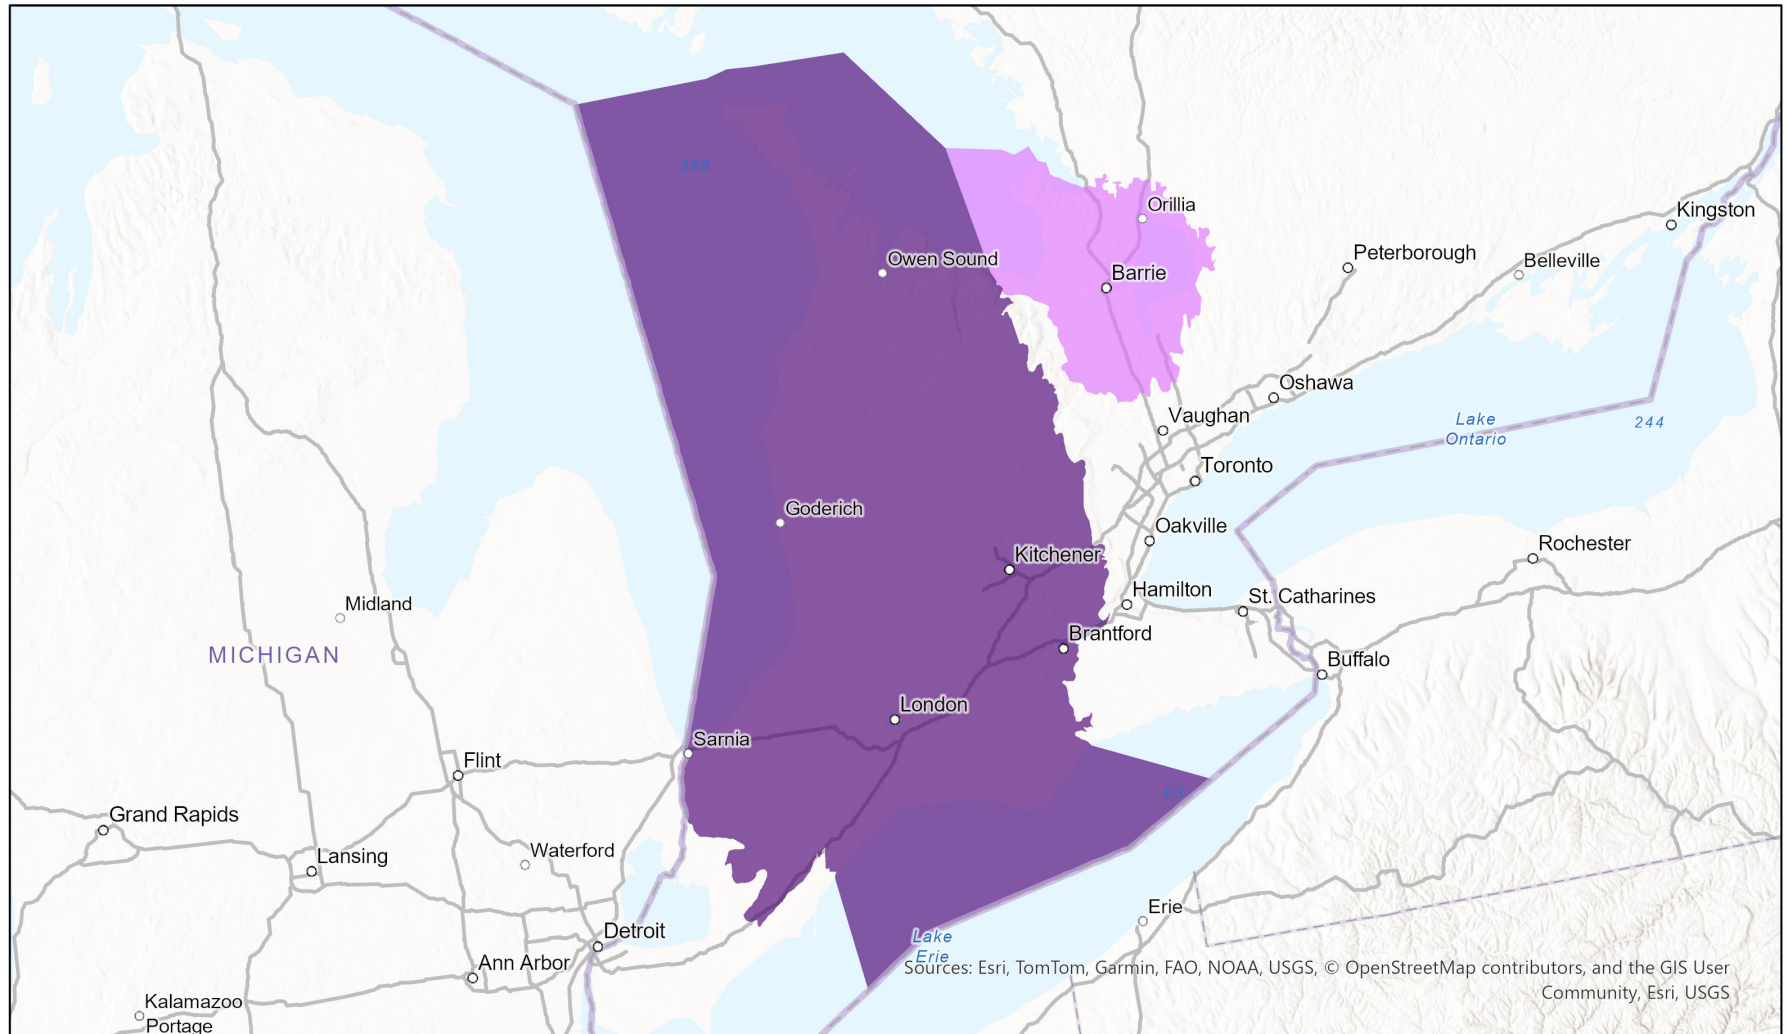 229
Orillia
Kingston
Peterborough
Belleville
Owen Sound
Barrie
Oshawa
Vaughan
Lake
Ontario
244
Toronto
Goderich
Oakville
Rochester
Kitchener
Hamilton
St. Catharines
Midland
Brantford
MICHIGAN
Buffalo
London
Sarnia
Flint
63
Grand Rapids
Waterford
Lansing
Erie
Detroit
Lake
Erie
Ann Arbor
Sources: Esri, TomTom, Garmin, FAO, NOAA, USGS, © OpenStreetMap contributors, and the GIS User
Community, Esri, USGS
Kalamazoo
Portage